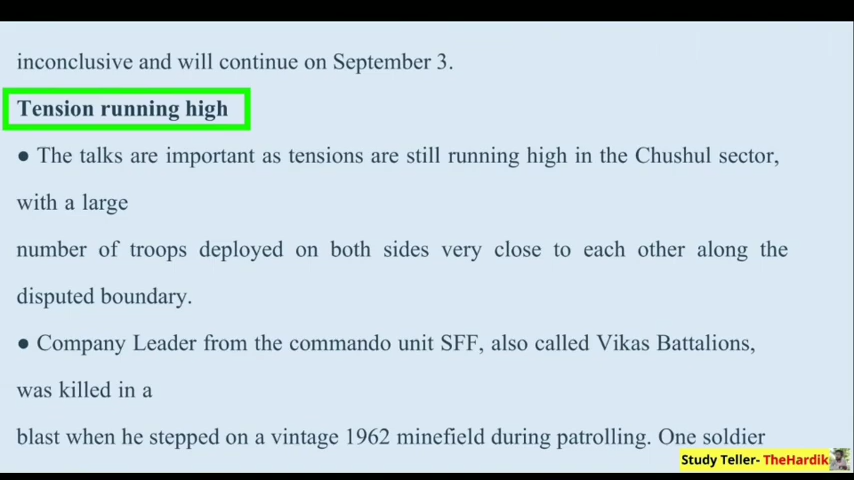 inconclusive and will continue on September 3.
Tension running high
● The talks are important as tensions are still running high in the Chushul sector,
with a large
number of troops deployed on both sides very close to each other along the
disputed boundary.
● Company Leader from the commando unit SFF, also called Vikas Battalions,
was killed in a
blast when he stepped on a vintage 1962 minefield during patrolling. One soldier
Study Teller- TheHardik